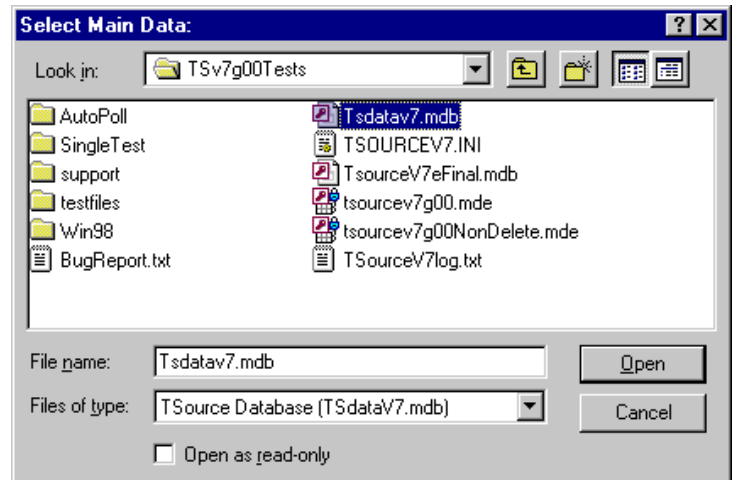 Select Main Data:
Look in: TSv7g00Tests
AutoPoll Tsdatav7.mdb
SingleTest TSOURCEV7.INI
support TsourceV7eFinal.mdb
testfiles tsourcev7g00.mde
Win98 tsourcev7g00NonDelete.mde
BugReport.txt TSourceV7log.txt
File name: Tsdatav7.mdb Open
Files of type: TSource Database (TSdataV7.mdb) Cancel
Open as read-only